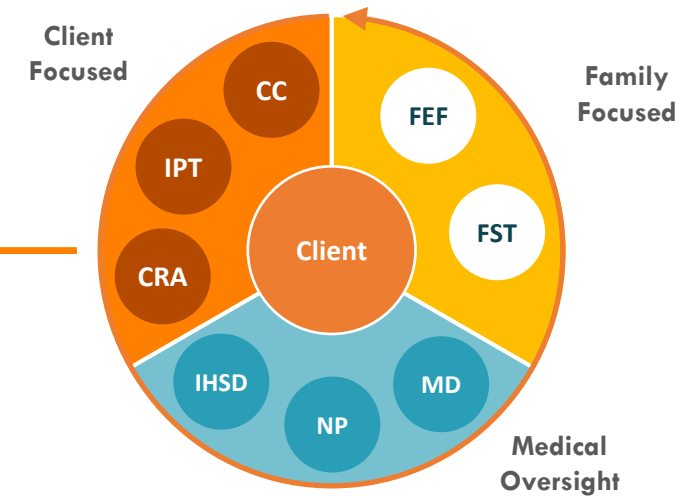 Client
Focused
CC
IPT
CRA
Family
Focused
FEF
FST
Client
IHSD
NP
MD
Medical
Oversight